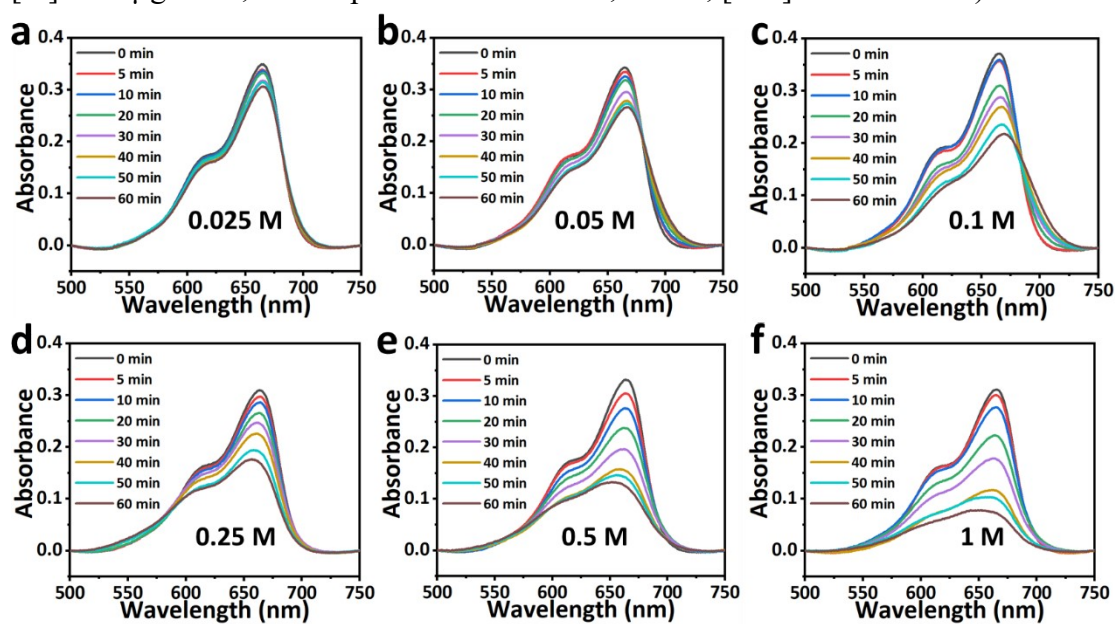 a
0.4
0.3
0.2
0.1
0.0
Absorbance
0 min
5 min
10 min
20 min
30 min
40 min
50 min
60 min
0.025 M
500 550 600 650 700 750
Wavelength (nm)
b
0.4
0.3
0.2
0.1
0.0
Absorbance
0 min
5 min
10 min
20 min
30 min
40 min
50 min
60 min
0.05 M
500 550 600 650 700 750
Wavelength (nm)
c
0.4
0.3
0.2
0.1
0.0
Absorbance
0 min
5 min
10 min
20 min
30 min
40 min
50 min
60 min
0.1 M
500 550 600 650 700 750
Wavelength (nm)
d
0.4
0.3
0.2
0.1
0.0
Absorbance
0 min
5 min
10 min
20 min
30 min
40 min
50 min
60 min
0.25 M
500 550 600 650 700 750
Wavelength (nm)
e
0.4
0.3
0.2
0.1
0.0
Absorbance
0 min
5 min
10 min
20 min
30 min
40 min
50 min
60 min
0.5 M
500 550 600 650 700 750
Wavelength (nm)
f
0.4
0.3
0.2
0.1
0.0
Absorbance
0 min
5 min
10 min
20 min
30 min
40 min
50 min
60 min
1 M
500 550 600 650 700 750
Wavelength (nm)